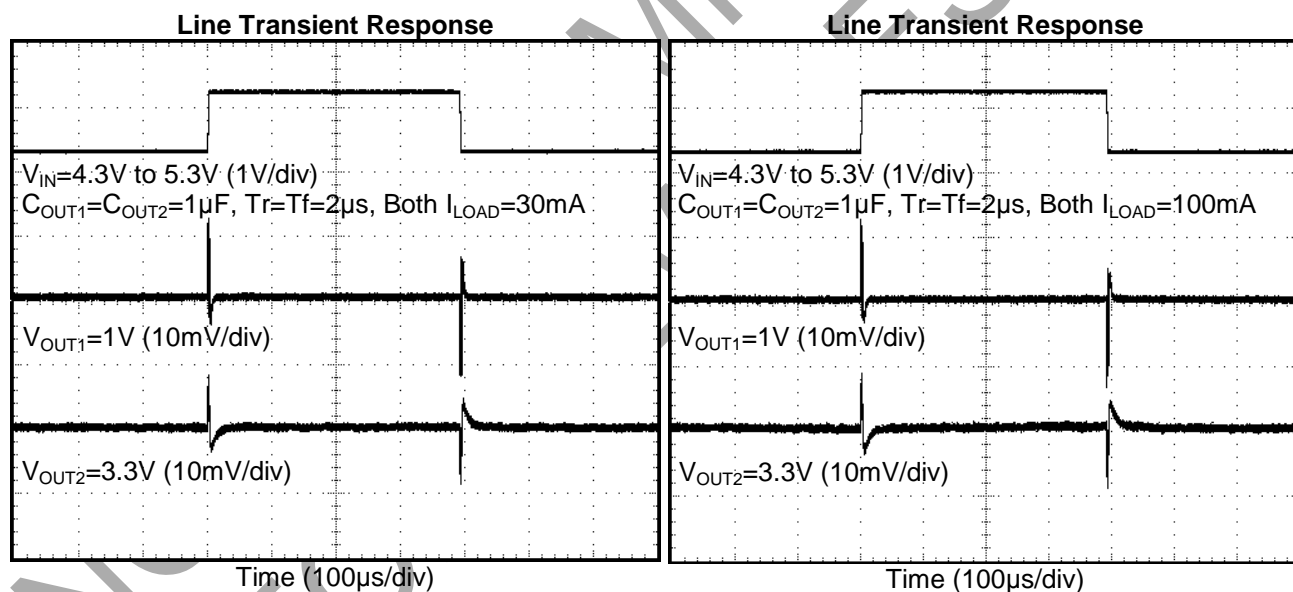 Line Transient Response
V_IN=4.3V to 5.3V (1V/div)
C_OUT1=C_OUT2=1µF, Tr=Tf=2µs, Both I_LOAD=30mA
V_OUT1=1V (10mV/div)
V_OUT2=3.3V (10mV/div)
Time (100µs/div)
Line Transient Response
V_IN=4.3V to 5.3V (1V/div)
C_OUT1=C_OUT2=1µF, Tr=Tf=2µs, Both I_LOAD=100mA
V_OUT1=1V (10mV/div)
V_OUT2=3.3V (10mV/div)
Time (100µs/div)